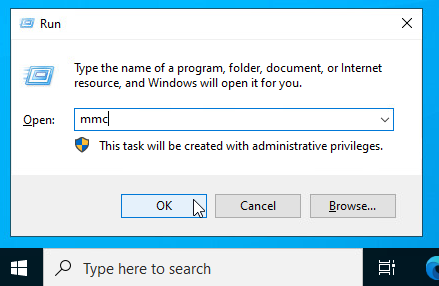 Run
Type the name of a program, folder, document, or Internet
resource, and Windows will open it for you.
Open: mmc
This task will be created with administrative privileges.
OK Cancel Browse...
Type here to search